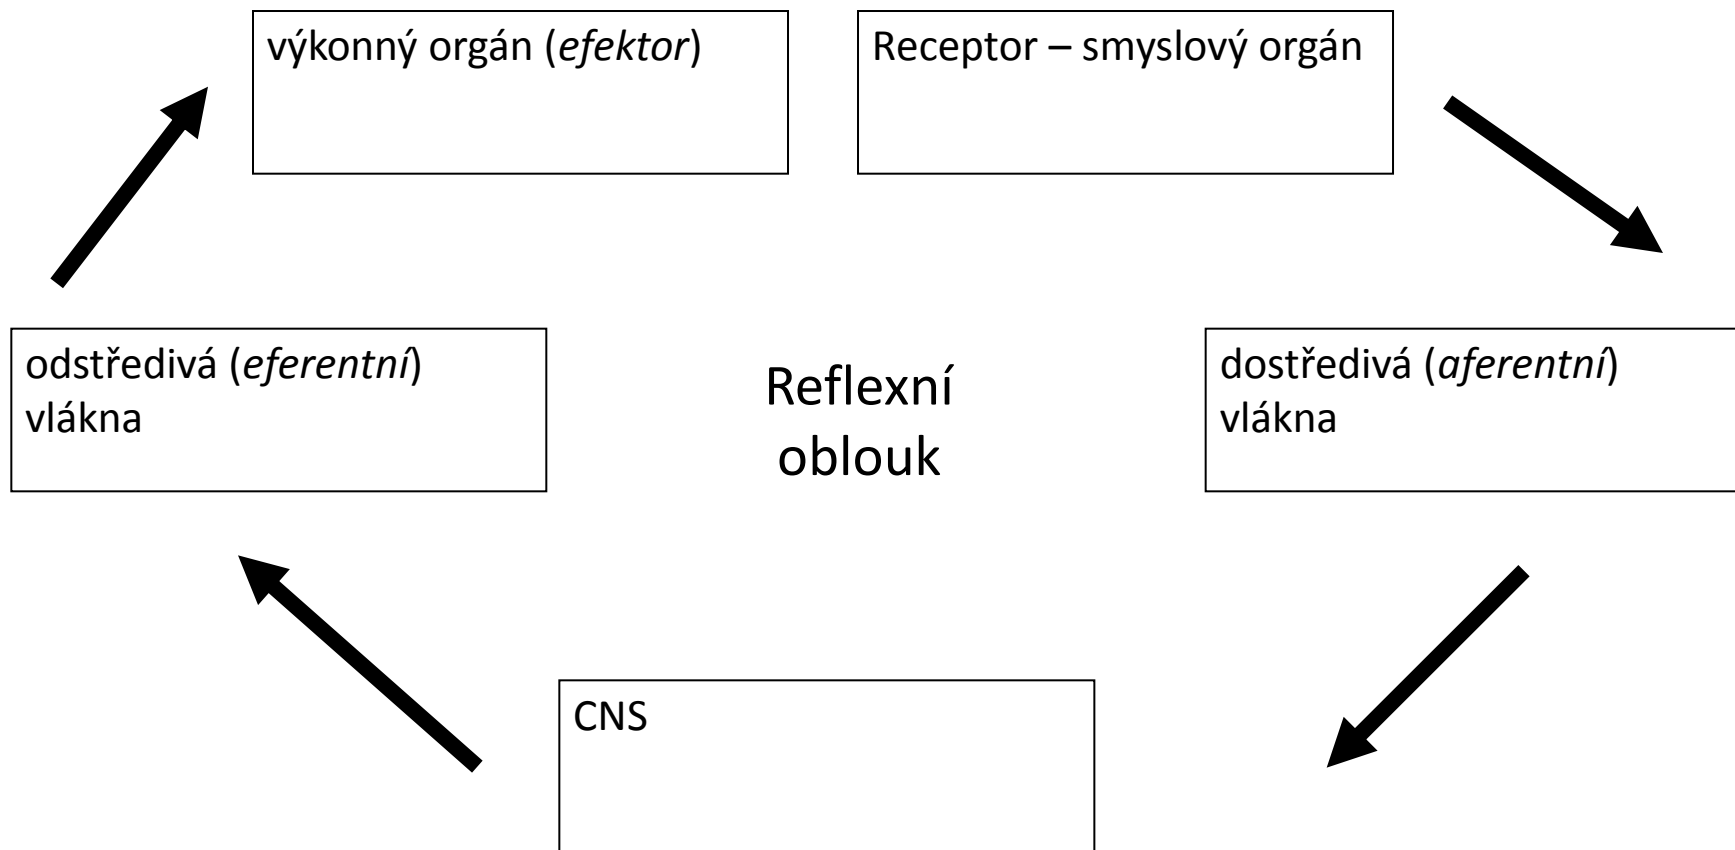 výkonný orgán (efektor)
Receptor – smyslový orgán
odstředivá (eferentní)
vlákna
Reflexní
oblouk
dostředivá (aferentní)
vlákna
CNS